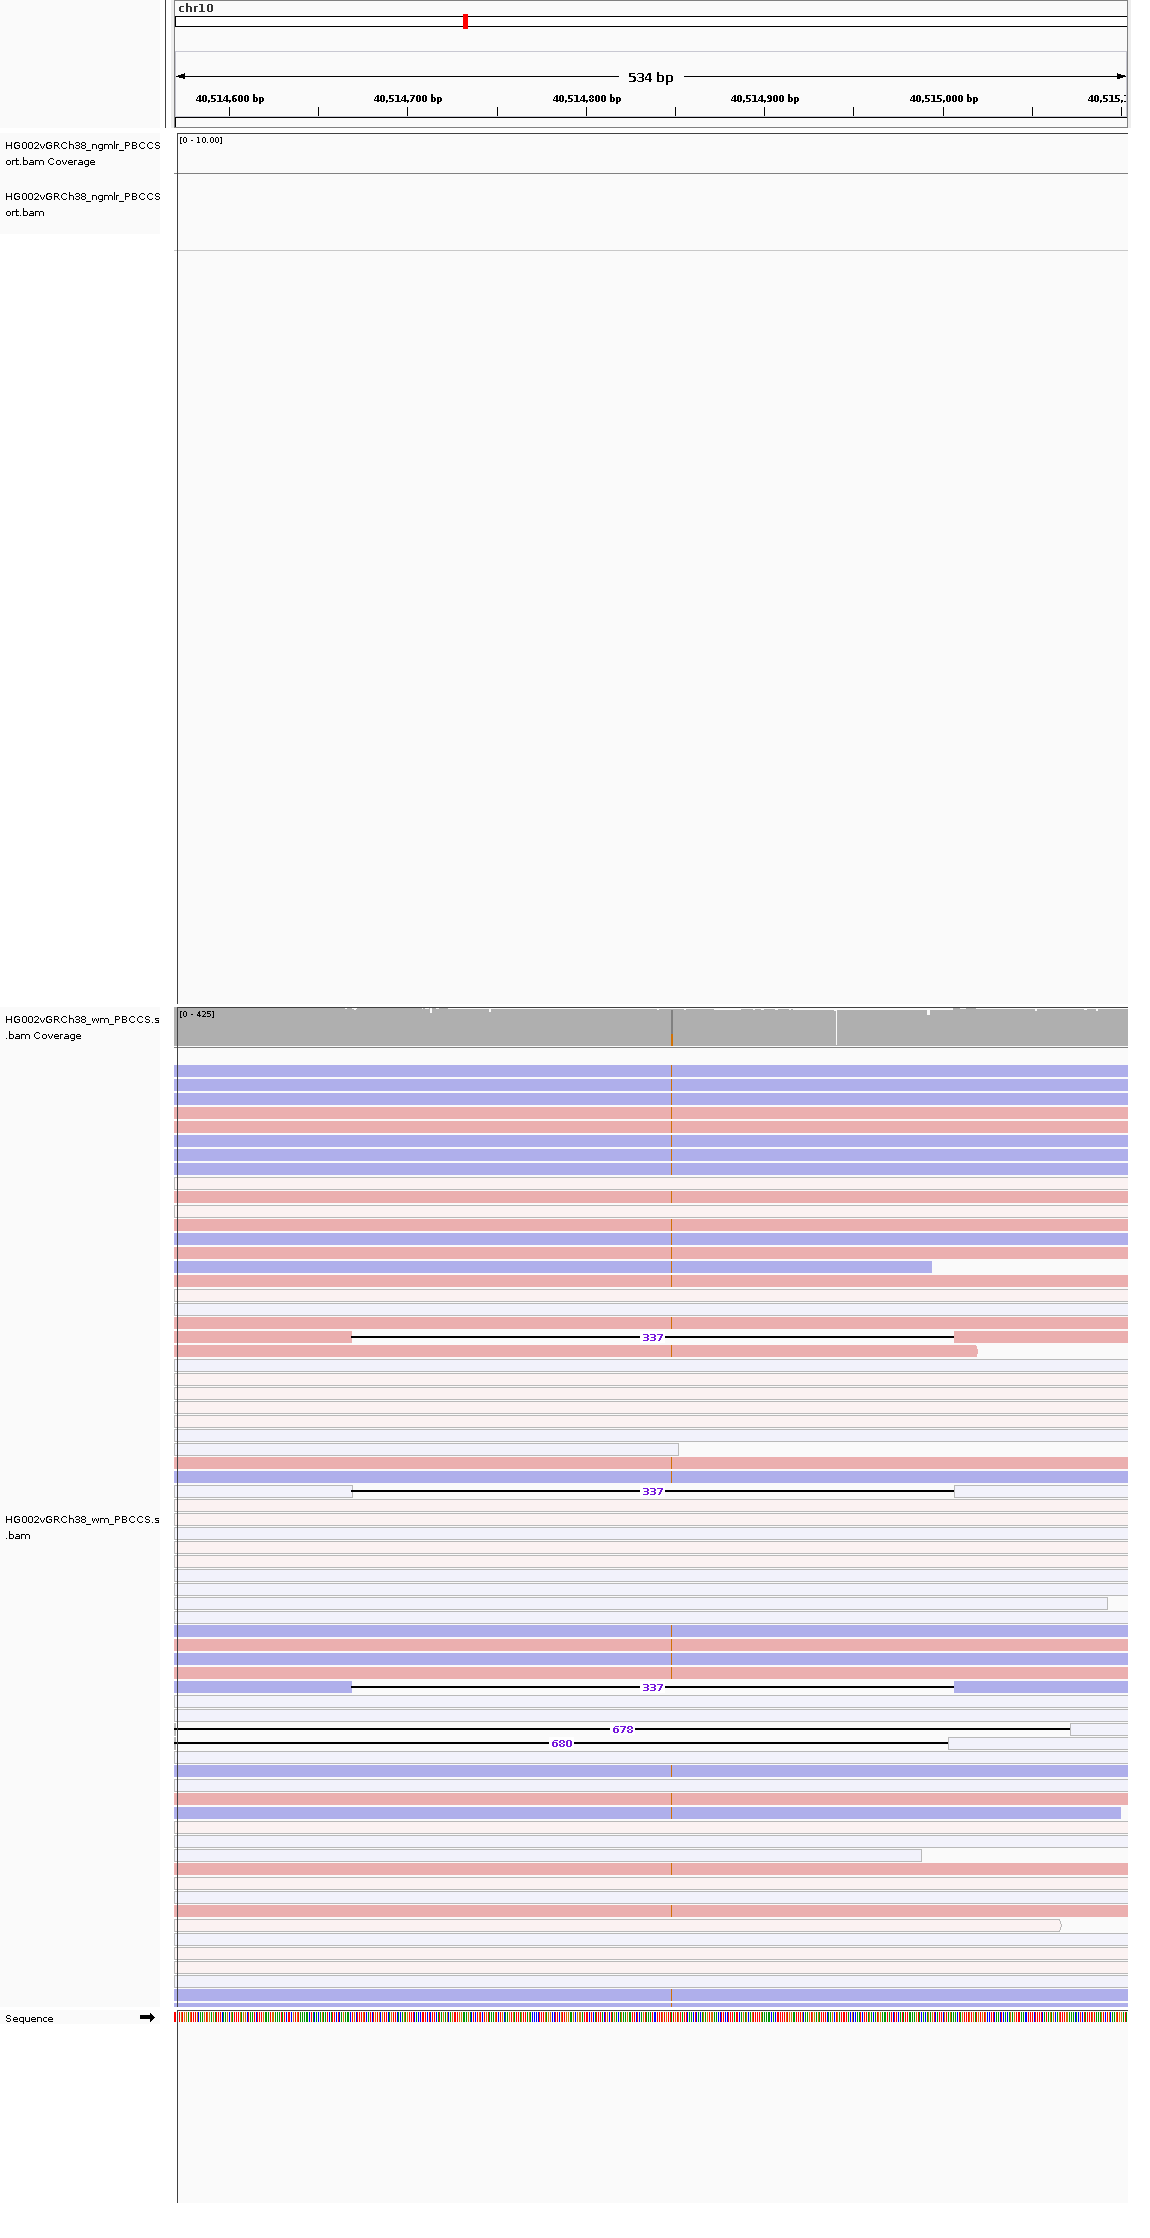 chr10
534 bp
40,514,600 bp 40,514,700 bp 40,514,800 bp 40,514,900 bp 40,515,000 bp 40,515,
HG002vGRCh38_ngmlr_PBCCS
ort.bam Coverage
[0 - 10.00]
HG002vGRCh38_ngmlr_PBCCS
ort.bam
HG002vGRCh38_wm_PBCCS.s
.bam Coverage
[0 - 425]
337
337
HG002vGRCh38_wm_PBCCS.s
.bam
337
678
680
Sequence